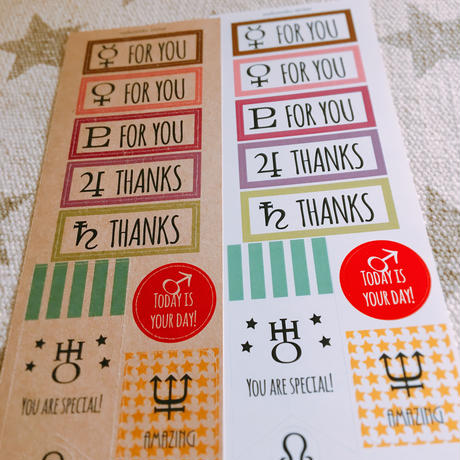 ☿ FOR YOU
♀ FOR YOU
♇ FOR YOU
♃ THANKS
♄ THANKS
♂
TODAY IS
YOUR DAY!
YOU ARE SPECIAL!
♆
AMAZING
☿ FOR YOU
♀ FOR YOU
♇ FOR YOU
♃ THANKS
♄ THANKS
♂
TODAY IS
YOUR DAY!
YOU ARE SPECIAL!
♆
AMAZING